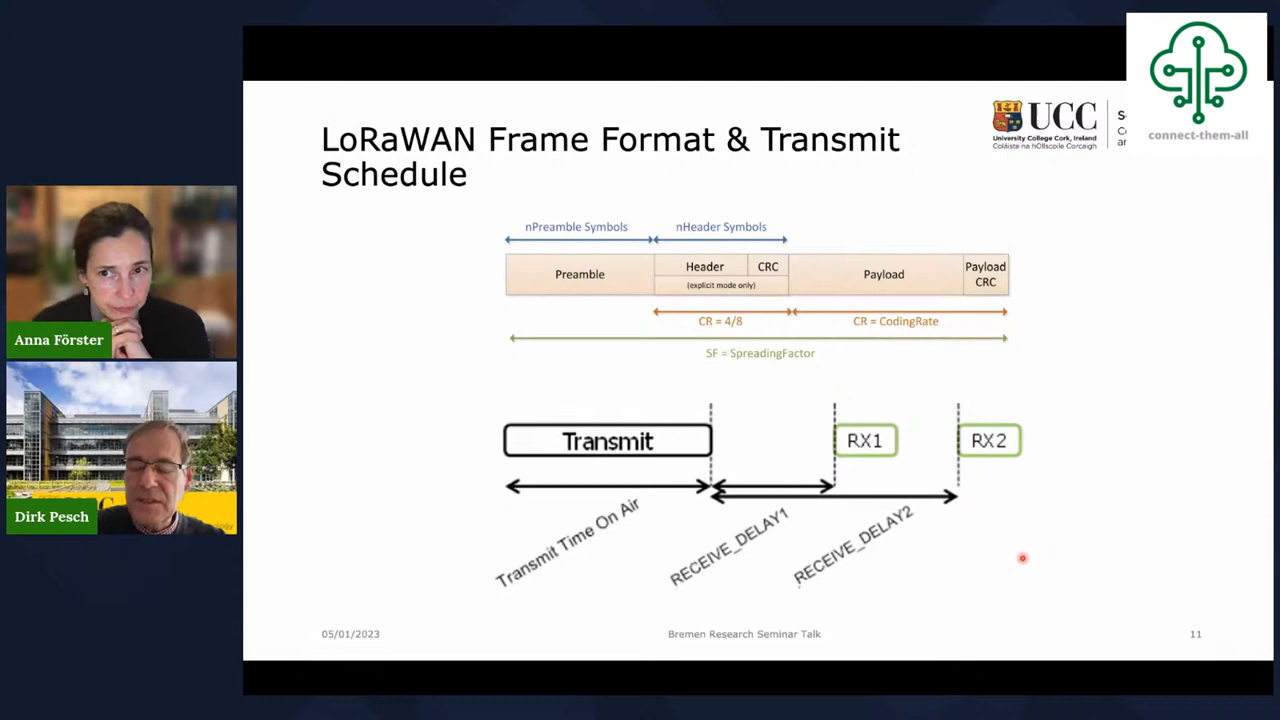 LoRaWAN Frame Format & Transmit
Schedule
UCC
University College Cork, Ireland
Coláiste na hOllscoile Corcaigh
connect-them-all
nPreamble Symbols
nHeader Symbols
Preamble
Header
CRC
(explicit mode only)
Payload
Payload
CRC
CR = 4/8
CR = CodingRate
SF = SpreadingFactor
Transmit
RX1
RX2
Transmit Time On Air
RECEIVE_DELAY1
RECEIVE_DELAY2
Anna Förster
Dirk Pesch
05/01/2023
Bremen Research Seminar Talk
11